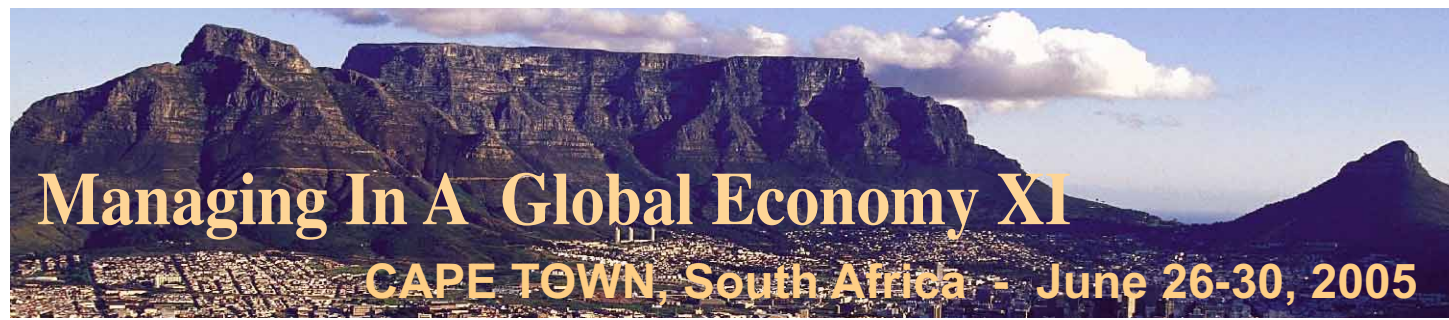 Managing In A Global Economy XI
CAPE TOWN, South Africa - June 26-30, 2005